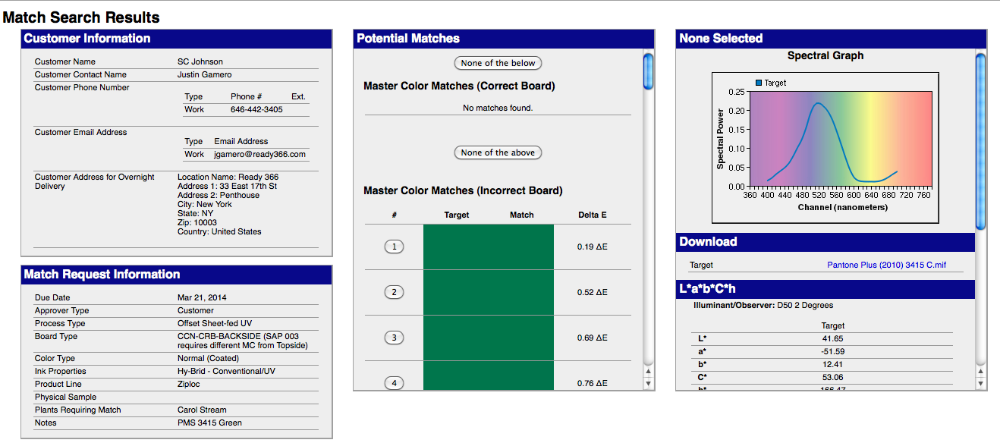 Match Search Results
Customer Information
Customer Name SC Johnson
Customer Contact Name Justin Gamero
Customer Phone Number
Type Phone # Ext.
Work 646-442-3405
Customer Email Address
Type Email Address
Work jgamero@ready366.com
Customer Address for Overnight Delivery
Location Name: Ready 366
Address 1: 33 East 17th St
Address 2: Penthouse
City: New York
State: NY
Zip: 10003
Country: United States
Match Request Information
Due Date Mar 21, 2014
Approver Type Customer
Process Type Offset Sheet-fed UV
Board Type CCN-CRB-BACKSIDE (SAP 003
requires different MC from Topside)
Color Type Normal (Coated)
Ink Properties Hy-Brid - Conventional/UV
Product Line Ziploc
Physical Sample
Plants Requiring Match Carol Stream
Notes PMS 3415 Green
Potential Matches
None of the below
Master Color Matches (Correct Board)
No matches found.
None of the above
Master Color Matches (Incorrect Board)
# Target Match Delta E
1 0.19 ΔE
2 0.52 ΔE
3 0.69 ΔE
4 0.76 ΔE
None Selected
Spectral Graph
Target
Spectral Power
0.25
0.20
0.15
0.10
0.05
0.00
360 400 440 480 520 560 600 640 680 720 760
Channel (nanometers)
Download
Target Pantone Plus (2010) 3415 C.mif
L*a*b*C*h
Illuminant/Observer: D50 2 Degrees
Target
L* 41.65
a* -51.59
b* 12.41
C* 53.06
h* 166.47